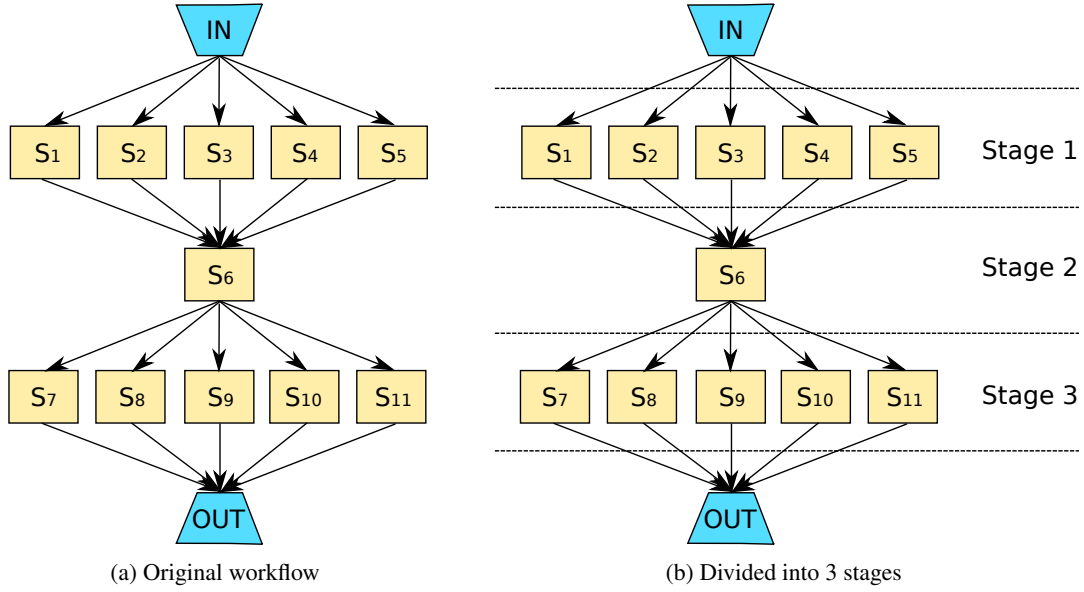 IN
S1 S2 S3 S4 S5
S6
S7 S8 S9 S10 S11
OUT
(a) Original workflow
IN
S1 S2 S3 S4 S5 Stage 1
S6 Stage 2
S7 S8 S9 S10 S11 Stage 3
OUT
(b) Divided into 3 stages